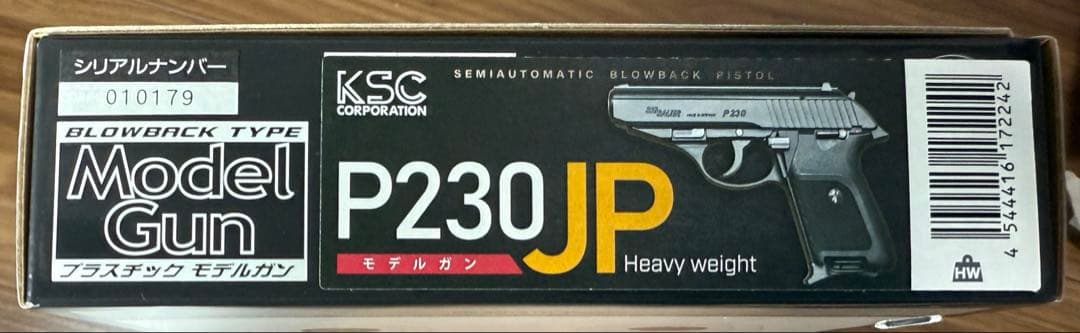 シリアルナンバー
010179
BLOWBACK TYPE
Model
Gun
プラスチック モデルガン
KSC
CORPORATION
SEMIAUTOMATIC BLOWBACK PISTOL
P230
P230JP
モデルガン
Heavy weight
4 544416 172242
HW